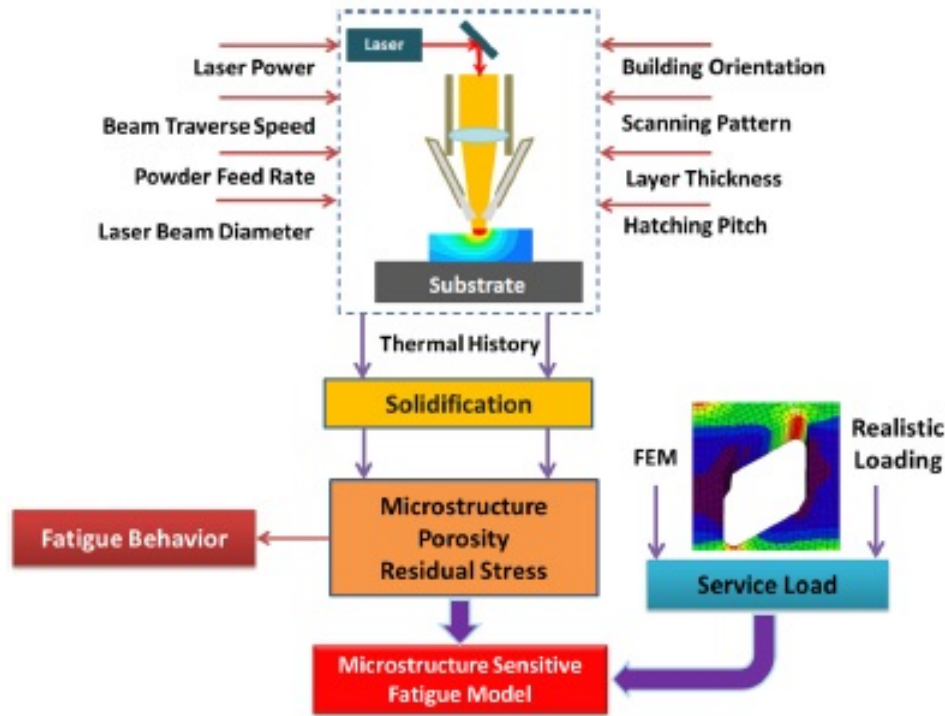 Laser
Laser Power
Beam Traverse Speed
Powder Feed Rate
Laser Beam Diameter
Building Orientation
Scanning Pattern
Layer Thickness
Hatching Pitch
Substrate
Thermal History
Solidification
Microstructure
Porosity
Residual Stress
Fatigue Behavior
FEM
Realistic
Loading
Service Load
Microstructure Sensitive
Fatigue Model